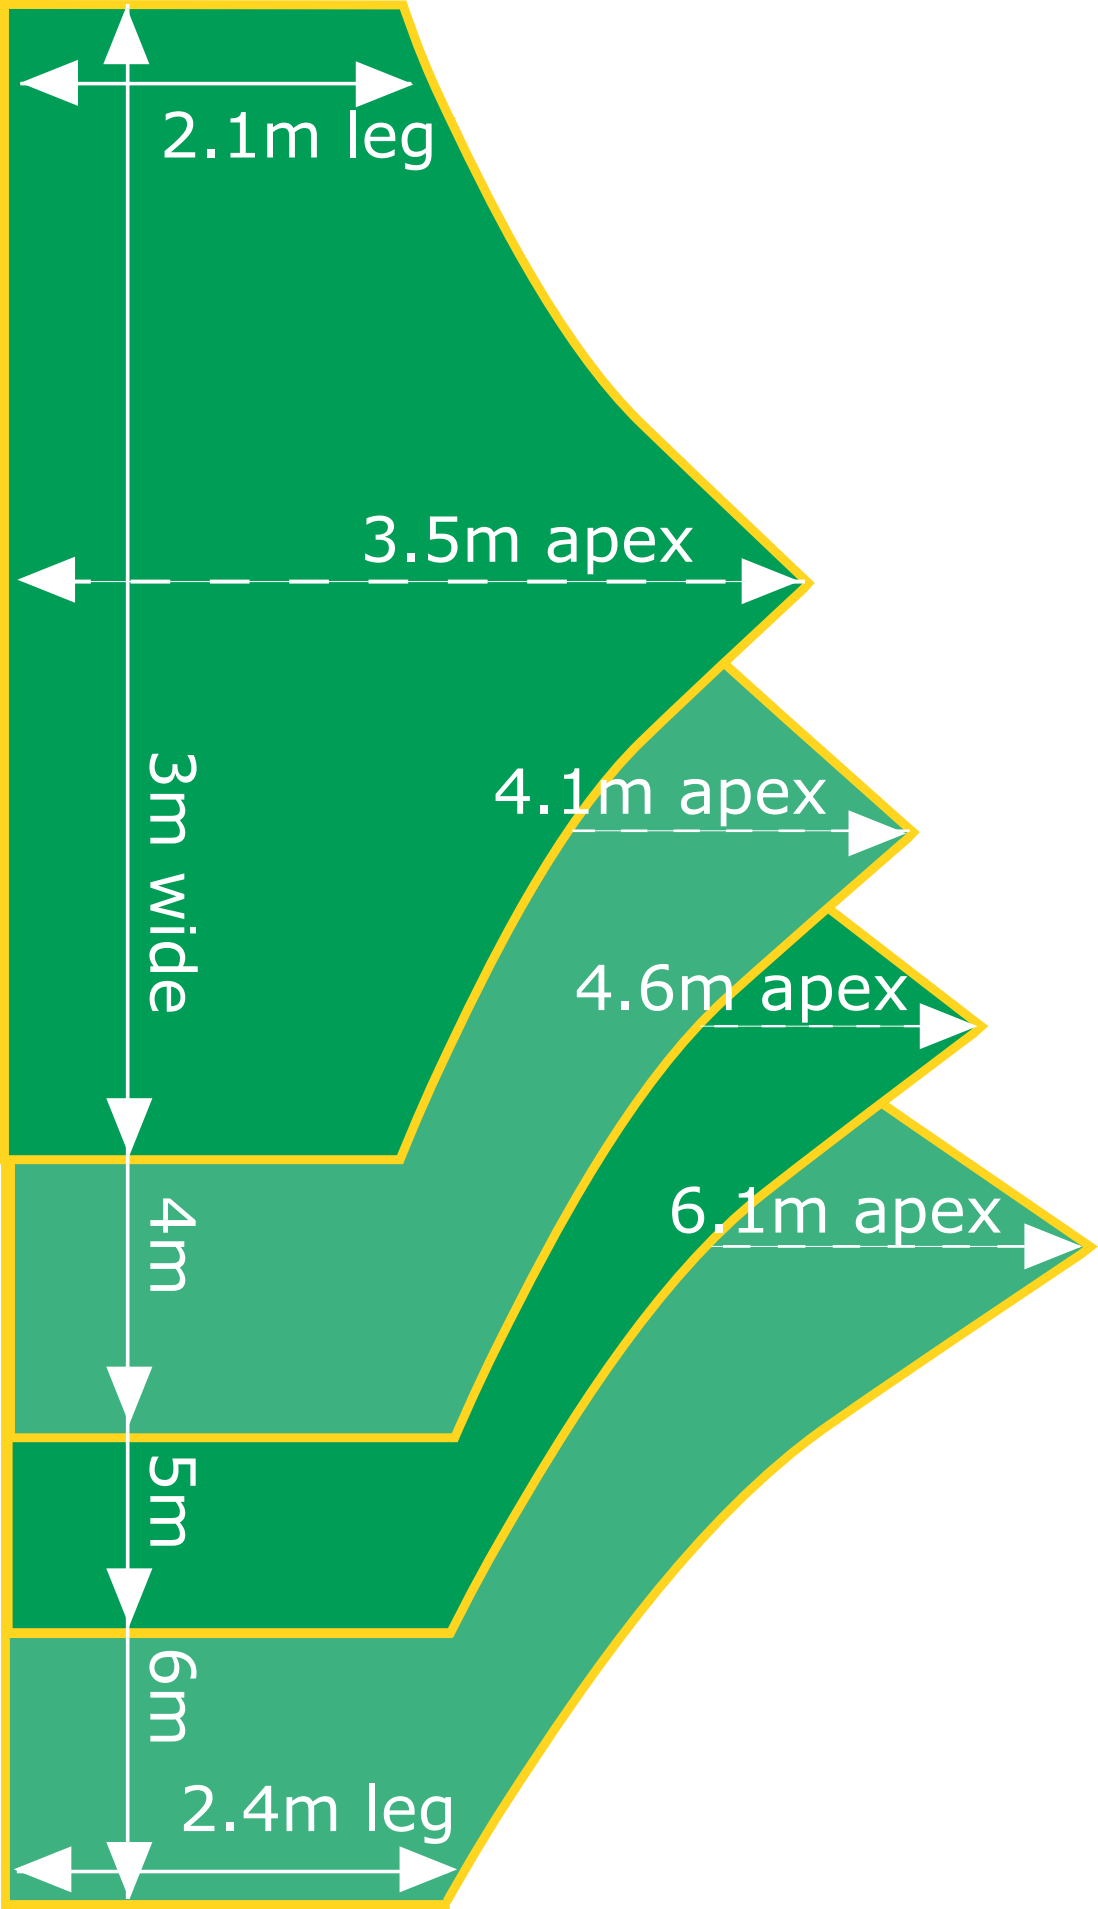 2.1m leg
3.5m apex
3m wide
4.1m apex
4.6m apex
6.1m apex
4m
5m
6m
2.4m leg